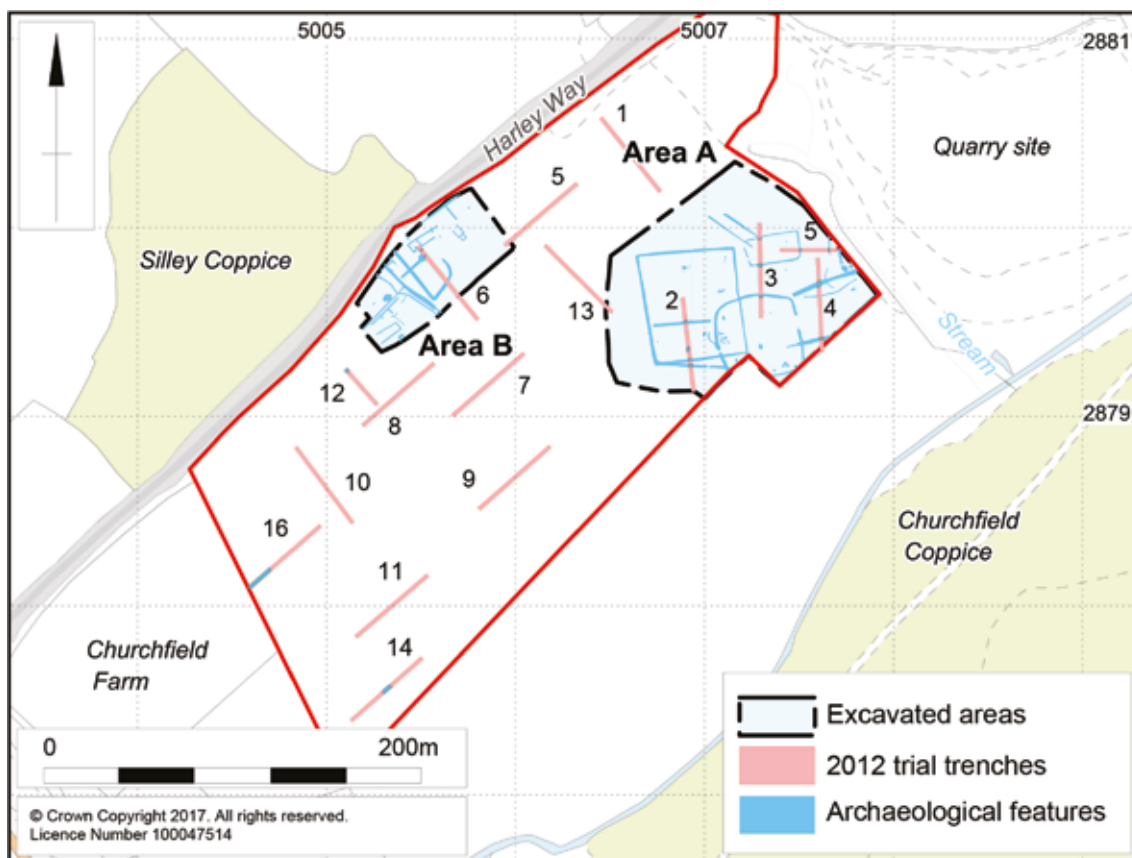 5005
5007
2881
Harley Way
1
Area A
Quarry site
5
Silley Coppice
5
3
6
2
4
13
Stream
Area B
12
7
8
2879
10
9
16
Churchfield
Coppice
11
14
Churchfield
Farm
0
200m
Excavated areas
2012 trial trenches
Archaeological features
© Crown Copyright 2017. All rights reserved.
Licence Number 100047514